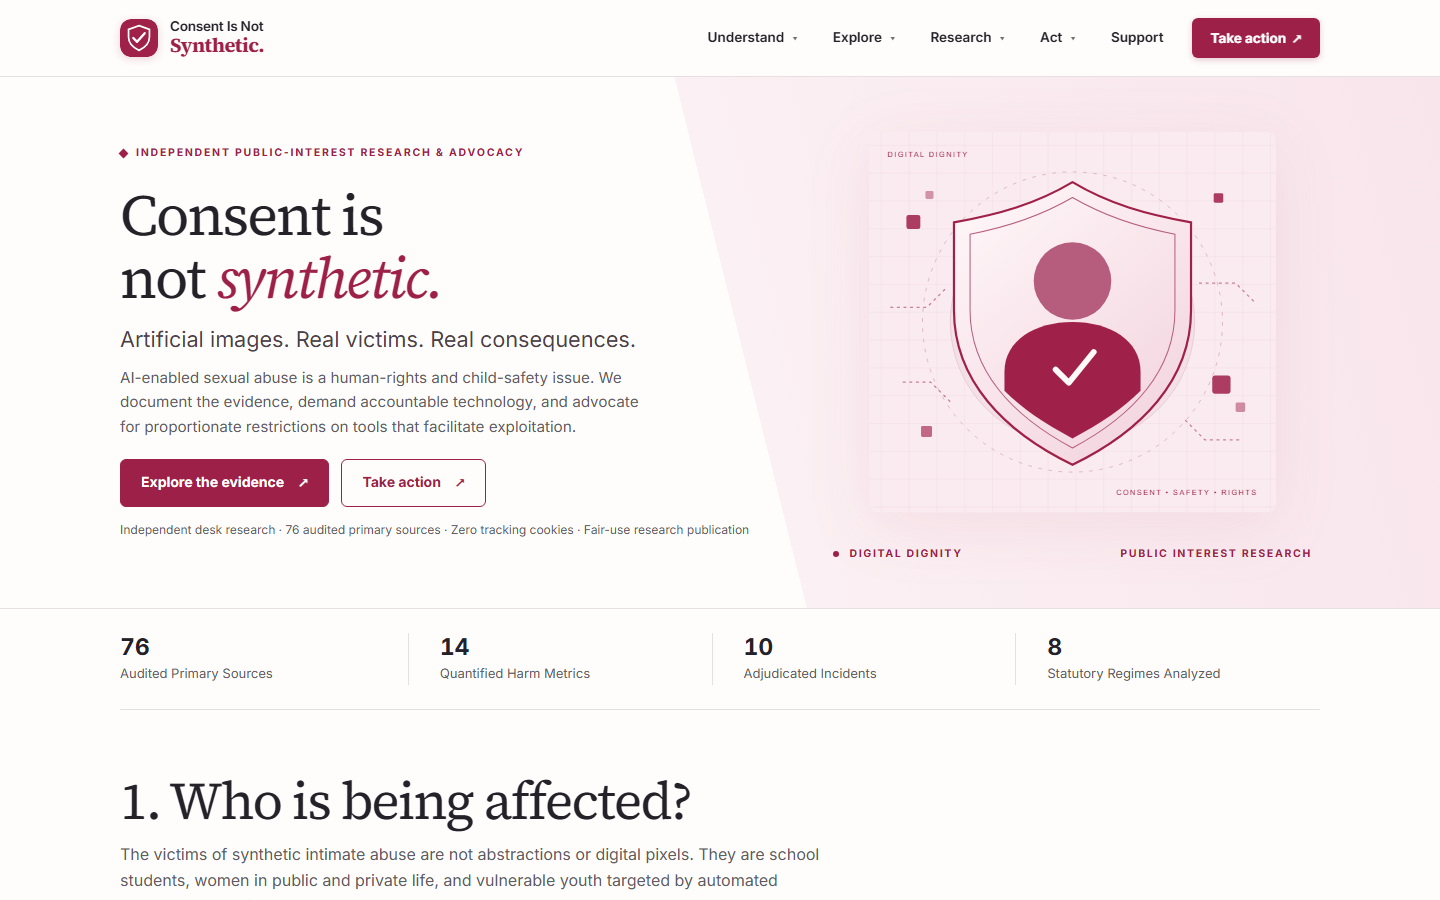 Consent Is Not
Synthetic.
Understand
Explore
Research
Act
Support
Take action ↗
INDEPENDENT PUBLIC-INTEREST RESEARCH & ADVOCACY
Consent is
not synthetic.
Artificial images. Real victims. Real consequences.
AI-enabled sexual abuse is a human-rights and child-safety issue. We
document the evidence, demand accountable technology, and advocate
for proportionate restrictions on tools that facilitate exploitation.
Explore the evidence ↗
Take action ↗
Independent desk research · 76 audited primary sources · Zero tracking cookies · Fair-use research publication
DIGITAL DIGNITY
CONSENT • SAFETY • RIGHTS
DIGITAL DIGNITY
PUBLIC INTEREST RESEARCH
76
Audited Primary Sources
14
Quantified Harm Metrics
10
Adjudicated Incidents
8
Statutory Regimes Analyzed
1. Who is being affected?
The victims of synthetic intimate abuse are not abstractions or digital pixels. They are school
students, women in public and private life, and vulnerable youth targeted by automated